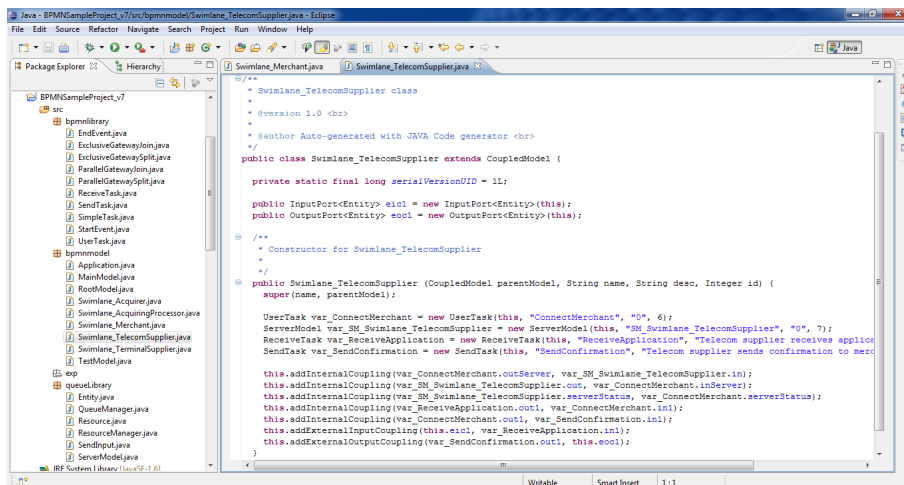 Java - BPMNSampleProject_v7/src/bpmnmodel/Swimlane_TelecomSupplier.java - Eclipse
File Edit Source Refactor Navigate Search Project Run Window Help
Java
Package Explorer Hierarchy
BPMNSampleProject_v7
src
bpmnlibrary
EndEvent.java
ExclusiveGatewayJoin.java
ExclusiveGatewaySplit.java
ParallelGatewayJoin.java
ParallelGatewaySplit.java
ReceiveTask.java
SendTask.java
SimpleTask.java
StartEvent.java
UserTask.java
bpmnmodel
Application.java
MainModel.java
RootModel.java
Swimlane_Acquirer.java
Swimlane_AcquiringProcessor.java
Swimlane_Merchant.java
Swimlane_TelecomSupplier.java
Swimlane_TerminalSupplier.java
TestModel.java
exp
queueLibrary
Entity.java
QueueManager.java
Resource.java
ResourceManager.java
SendInput.java
ServerModel.java
JRE System Library [JavaSE-1.6]
Swimlane_Merchant.java Swimlane_TelecomSupplier.java
/**
* Swimlane_TelecomSupplier class
*
* @version 1.0 <br>
*
* @author Auto-generated with JAVA Code generator <br>
*/
public class Swimlane_TelecomSupplier extends CoupledModel {
private static final long serialVersionUID = 1L;
public InputPort<Entity> eic1 = new InputPort<Entity>(this);
public OutputPort<Entity> eoc1 = new OutputPort<Entity>(this);
/**
* Constructor for Swimlane_TelecomSupplier
*
*/
public Swimlane_TelecomSupplier (CoupledModel parentModel, String name, String desc, Integer id) {
super(name, parentModel);
UserTask var_ConnectMerchant = new UserTask(this, "ConnectMerchant", "0", 6);
ServerModel var_SM_Swimlane_TelecomSupplier = new ServerModel(this, "SM_Swimlane_TelecomSupplier", "0", 7);
ReceiveTask var_ReceiveApplication = new ReceiveTask(this, "ReceiveApplication", "Telecom supplier receives applica
SendTask var_SendConfirmation = new SendTask(this, "SendConfirmation", "Telecom supplier sends confirmation to merc
this.addInternalCoupling(var_ConnectMerchant.outServer, var_SM_Swimlane_TelecomSupplier.in);
this.addInternalCoupling(var_SM_Swimlane_TelecomSupplier.out, var_ConnectMerchant.inServer);
this.addInternalCoupling(var_SM_Swimlane_TelecomSupplier.serverStatus, var_ConnectMerchant.serverStatus);
this.addInternalCoupling(var_ReceiveApplication.out1, var_ConnectMerchant.in1);
this.addInternalCoupling(var_ConnectMerchant.out1, var_SendConfirmation.in1);
this.addExternalInputCoupling(this.eic1, var_ReceiveApplication.in1);
this.addExternalOutputCoupling(var_SendConfirmation.out1, this.eoc1);
}
Writable Smart Insert 1 : 1